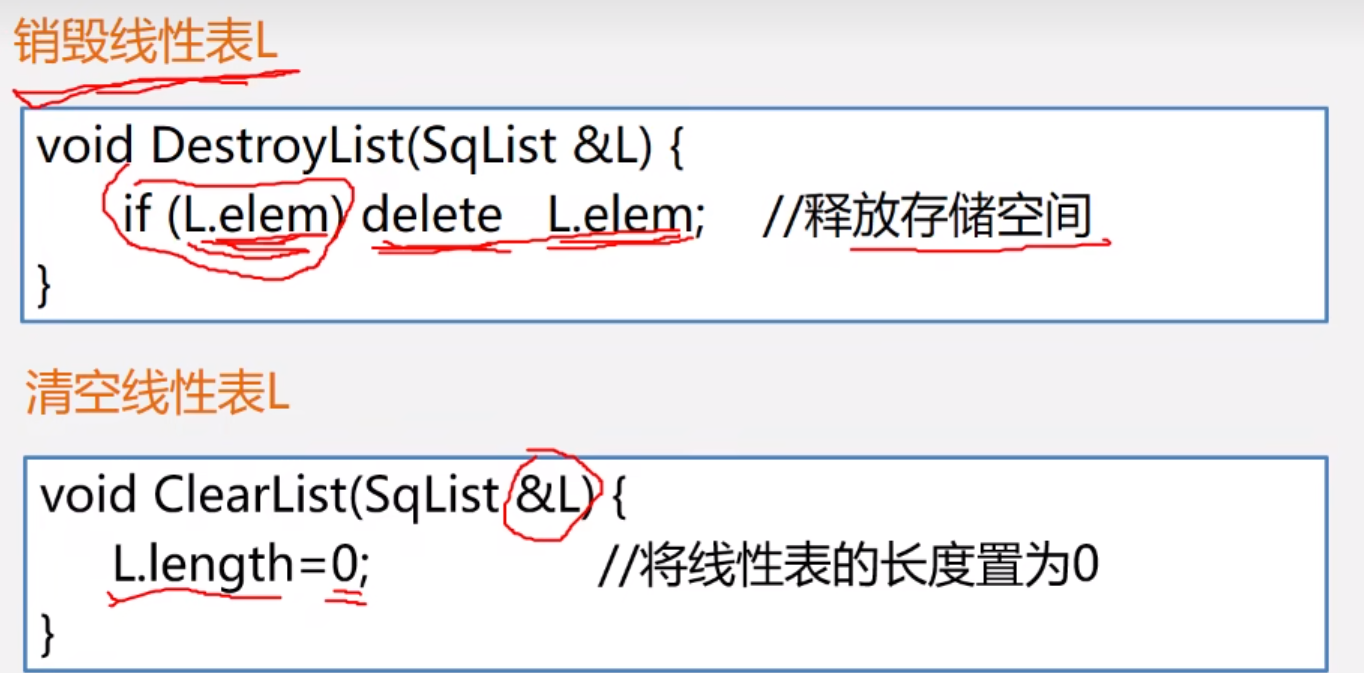 销毁线性表L
void DestroyList(SqList &L) {
if (L.elem) delete L.elem; //释放存储空间
}
清空线性表L
void ClearList(SqList &L) {
L.length=0; //将线性表的长度置为0
}